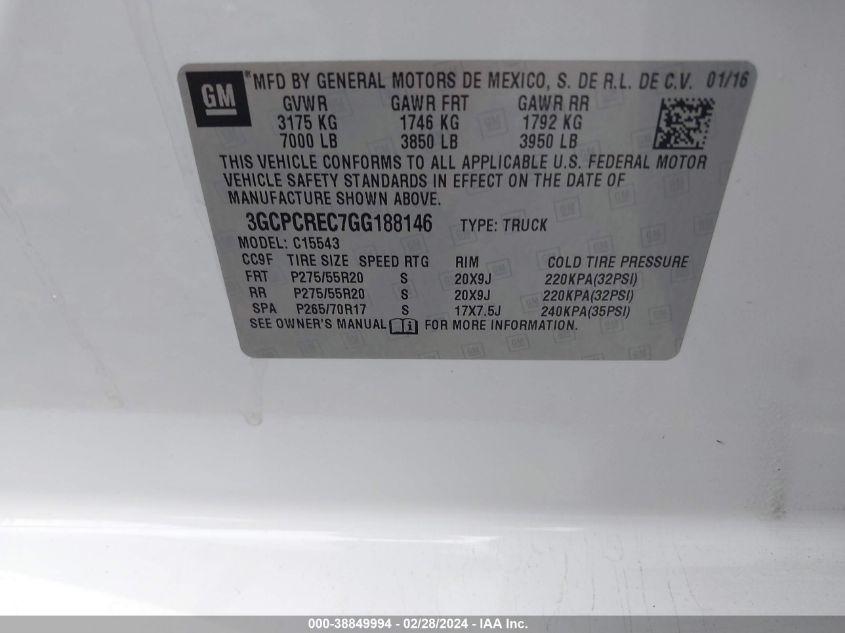 GM ® MFD BY GENERAL MOTORS DE MEXICO, S. DE R.L. DE C.V. 01/16
GVWR GAWR FRT GAWR RR
3175 KG 1746 KG 1792 KG
7000 LB 3850 LB 3950 LB
THIS VEHICLE CONFORMS TO ALL APPLICABLE U.S. FEDERAL MOTOR
VEHICLE SAFETY STANDARDS IN EFFECT ON THE DATE OF
MANUFACTURE SHOWN ABOVE.
3GCPCREC7GG188146 TYPE: TRUCK
MODEL: C15543
CC9F TIRE SIZE SPEED RTG RIM COLD TIRE PRESSURE
FRT P275/55R20 S 20X9J 220KPA(32PSI)
RR P275/55R20 S 20X9J 220KPA(32PSI)
SPA P265/70R17 S 17X7.5J 240KPA(35PSI)
SEE OWNER'S MANUAL FOR MORE INFORMATION.
000-38849994 - 02/28/2024 - IAA Inc.